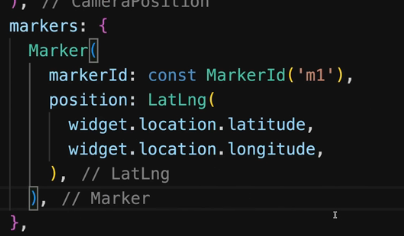 ), // CameraPosition
markers: {
  Marker(
    markerId: const MarkerId('m1'),
    position: LatLng(
      widget.location.latitude,
      widget.location.longitude,
    ), // LatLng
  ), // Marker
},